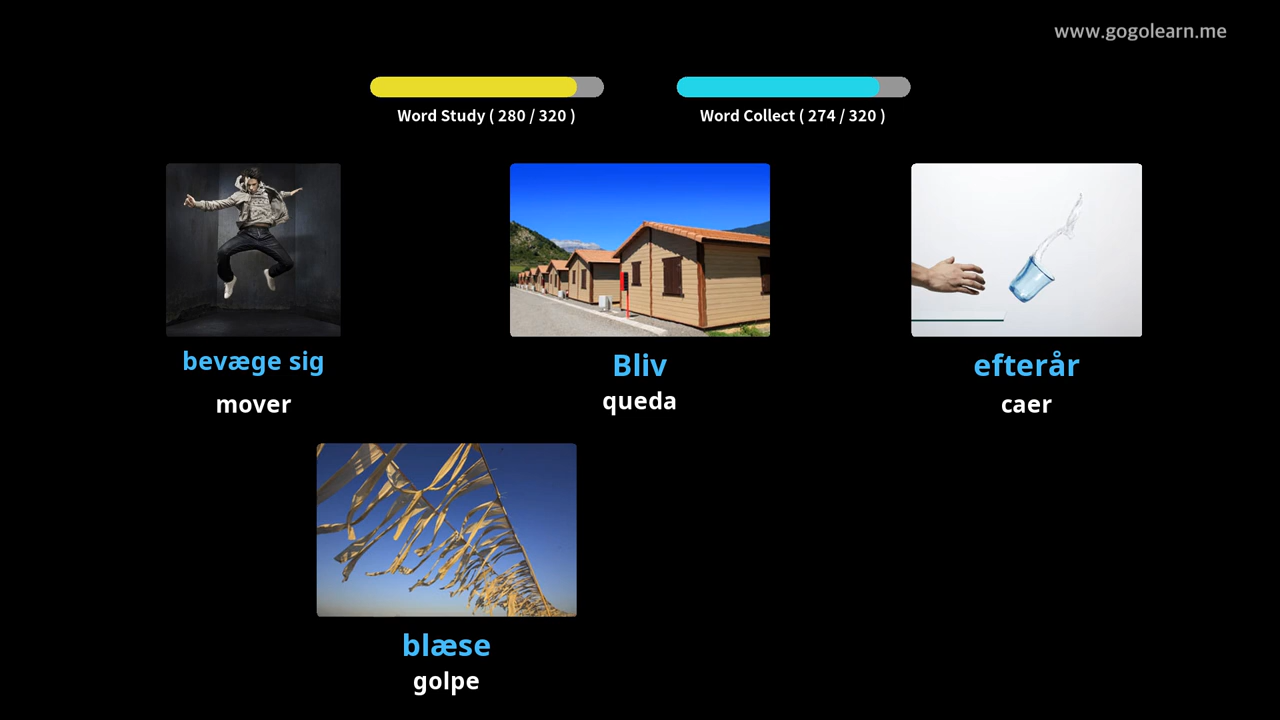 www.gogolearn.me
Word Study ( 280 / 320 )
Word Collect ( 274 / 320 )
bevæge sig
mover
Bliv
queda
efterår
caer
blæse
golpe